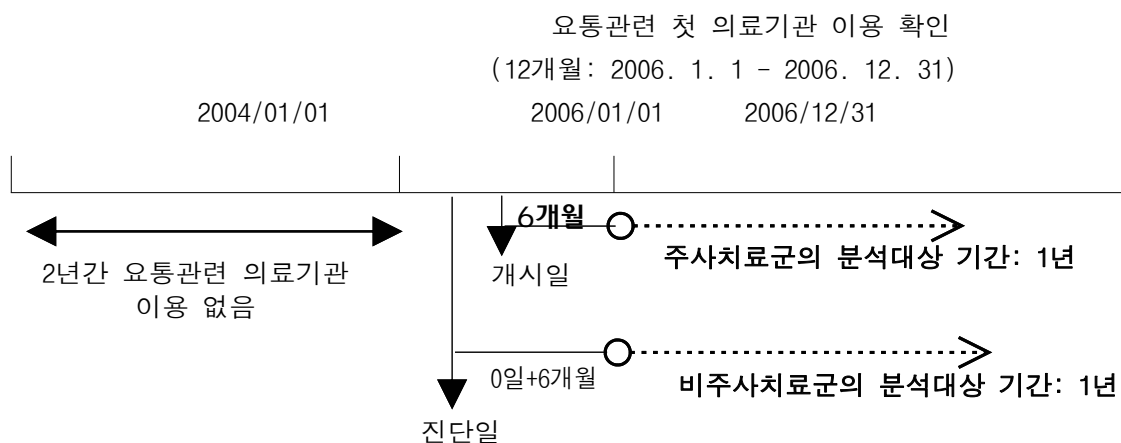 요통관련 첫 의료기관 이용 확인
(12개월: 2006. 1. 1 - 2006. 12. 31)
2004/01/01 2006/01/01 2006/12/31
6개월
개시일
주사치료군의 분석대상 기간: 1년
2년간 요통관련 의료기관
이용 없음
0일+6개월
비주사치료군의 분석대상 기간: 1년
진단일